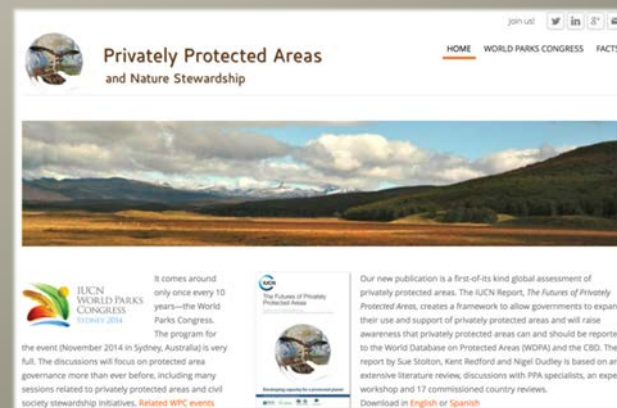 Join us!
Privately Protected Areas
and Nature Stewardship
HOME WORLD PARKS CONGRESS FACTS
IUCN
WORLD PARKS
CONGRESS
SYDNEY 2014
It comes around
only once every 10
years—the World
Parks Congress.
The program for
the event (November 2014 in Sydney, Australia) is very
full. The discussions will focus on protected area
governance more than ever before, including many
sessions related to privately protected areas and civil
society stewardship initiatives. Related WPC events
IUCN
The Futures of Privately
Protected Areas
Developing capacity for a protected planet
Our new publication is a first-of-its kind global assessment of
privately protected areas. The IUCN Report, The Futures of Privately
Protected Areas, creates a framework to allow governments to expan
their use and support of privately protected areas and will raise
awareness that privately protected areas can and should be reporte
to the World Database on Protected Areas (WDPA) and the CBD. The
report by Sue Stolton, Kent Redford and Nigel Dudley is based on an
extensive literature review, discussions with PPA specialists, an expe
workshop and 17 commissioned country reviews.
Download in English or Spanish